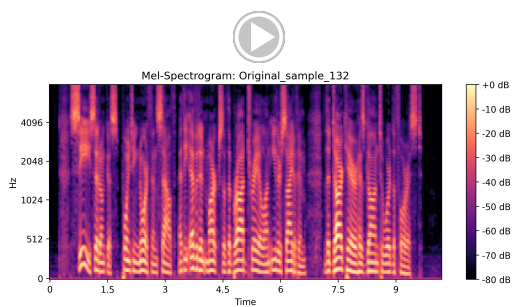 Mel-Spectrogram: Original_sample_132
+0 dB
4096
-10 dB
-20 dB
2048
-30 dB
Hz
1024
-40 dB
-50 dB
512
-60 dB
-70 dB
0
-80 dB
0 1.5 3 4.5 6 7.5 9
Time